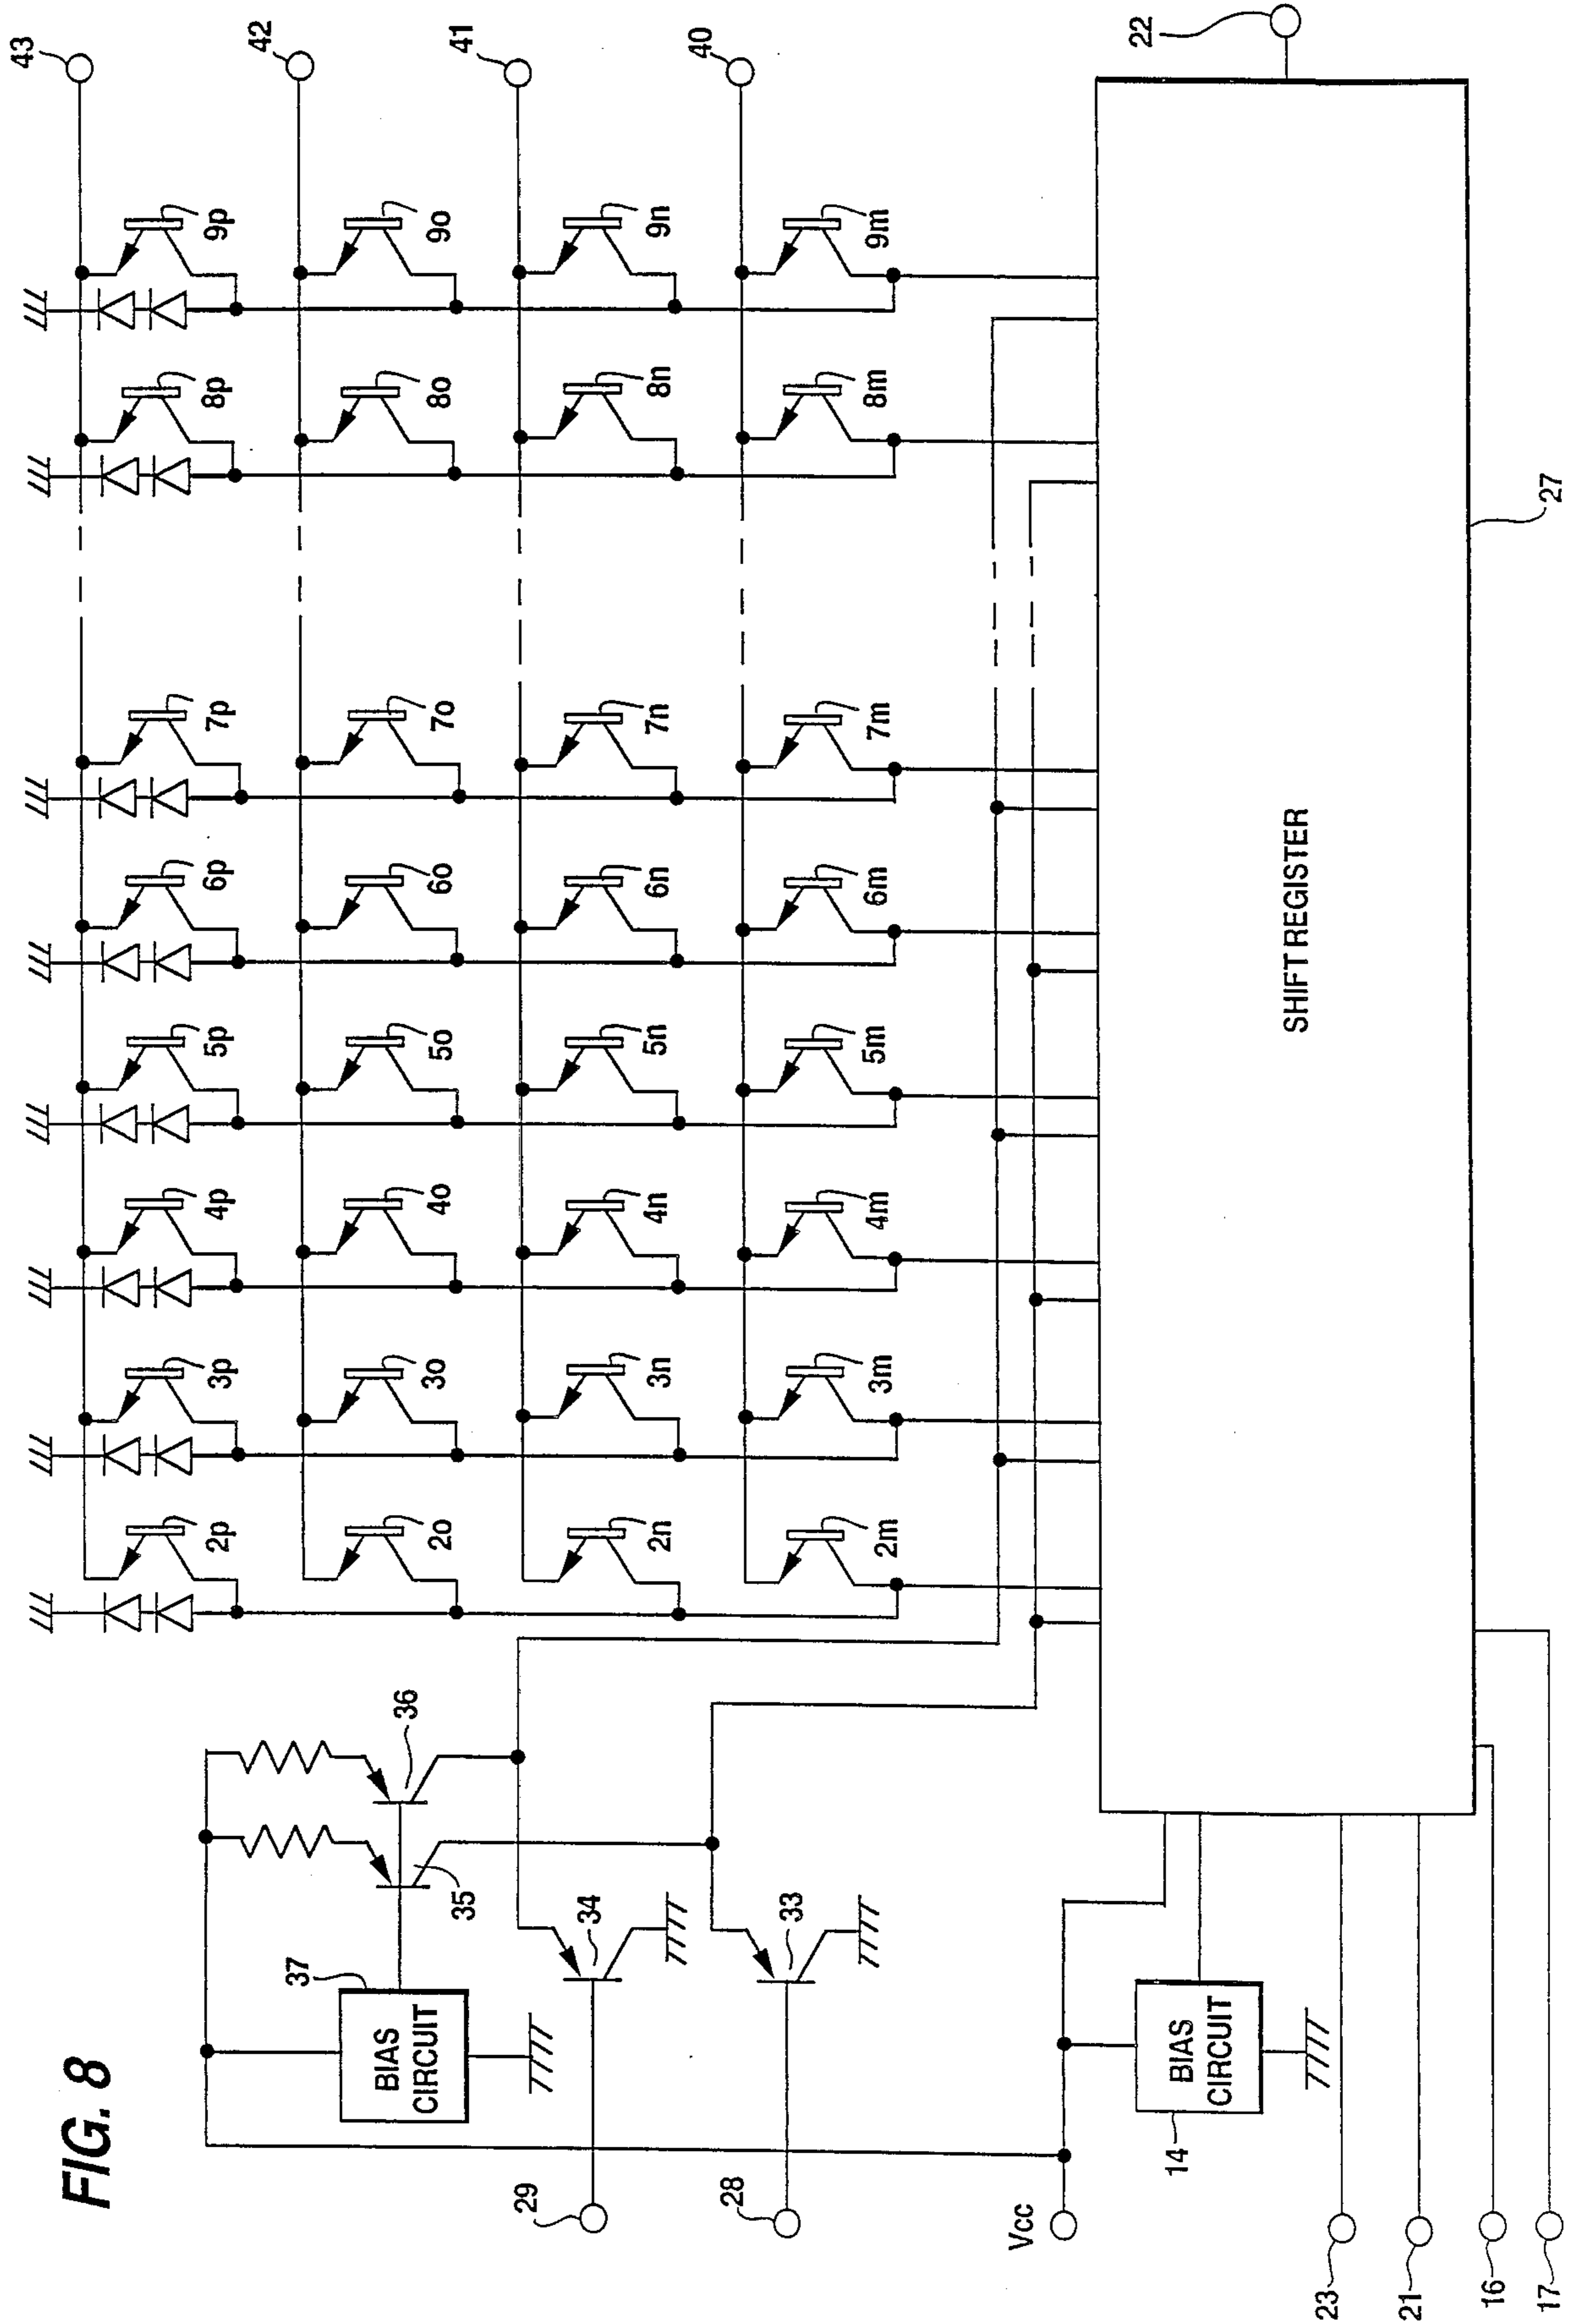 FIG. 8
43
42
41
40
22
2p
3p
4p
5p
6p
7p
8p
9p
2o
3o
4o
5o
6o
7o
8o
9o
2n
3n
4n
5n
6n
7n
8n
9n
2m
3m
4m
5m
6m
7m
8m
9m
36
35
37
BIAS
CIRCUIT
34
33
29
28
Vcc
14
BIAS
CIRCUIT
SHIFT REGISTER
27
23
21
16
17